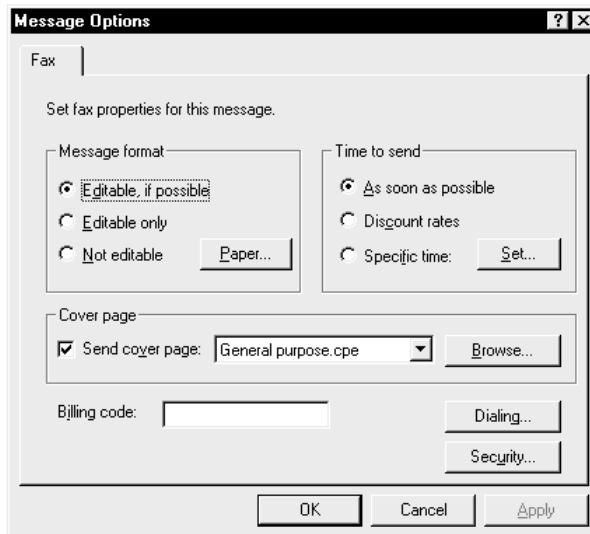 Message Options
Fax
Set fax properties for this message.
Message format
Editable, if possible
Editable only
Not editable
Paper...
Time to send
As soon as possible
Discount rates
Specific time:
Set...
Cover page
Send cover page:
General purpose.cpe
Browse...
Billing code:
Dialing...
Security...
OK
Cancel
Apply